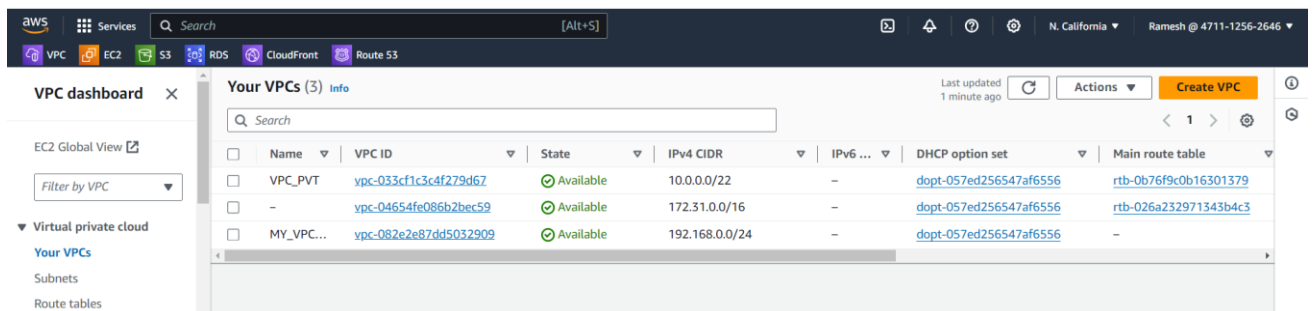 aws Services Search [Alt+S] N. California Ramesh @ 4711-1256-2646
VPC EC2 S3 RDS CloudFront Route 53
VPC dashboard
EC2 Global View
Filter by VPC
Virtual private cloud
Your VPCs
Subnets
Route tables
Your VPCs (3) Info
Last updated
1 minute ago
Actions
Create VPC
Search
1
Name VPC ID State IPv4 CIDR IPv6 ... DHCP option set Main route table
VPC_PVT vpc-033cf1c3c4f279d67 Available 10.0.0.0/22 – dopt-057ed256547af6556 rtb-0b76f9c0b16301379
– vpc-04654fe086b2bec59 Available 172.31.0.0/16 – dopt-057ed256547af6556 rtb-026a232971343b4c3
MY_VPC... vpc-082e2e87dd5032909 Available 192.168.0.0/24 – dopt-057ed256547af6556 –